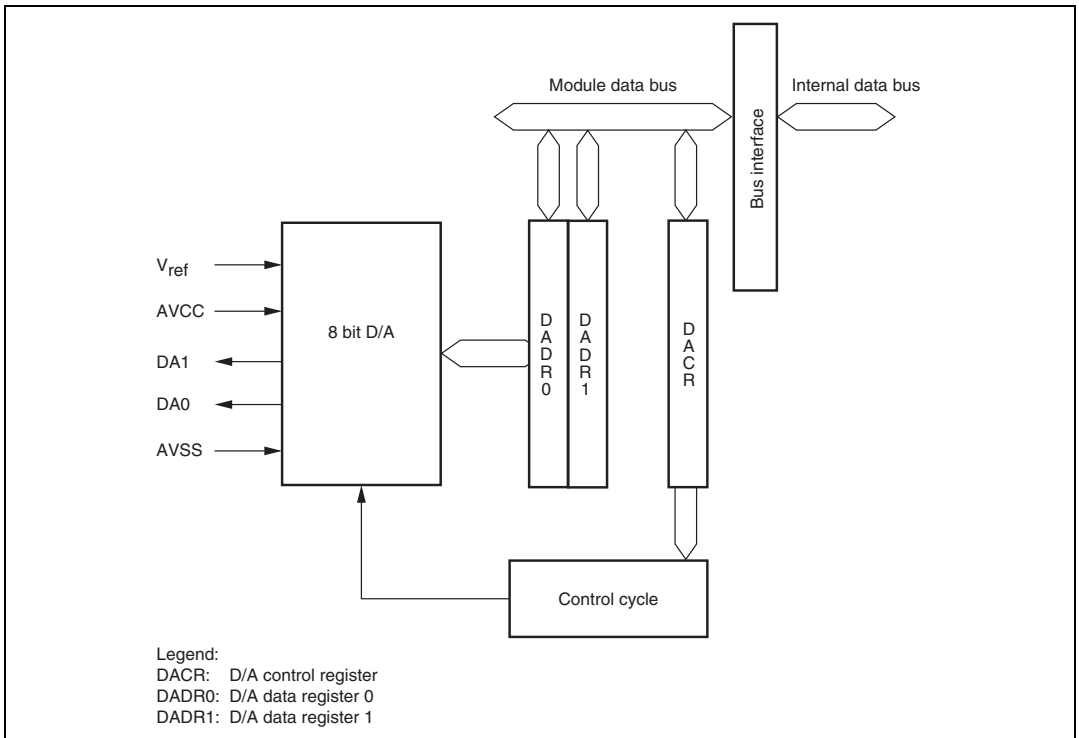 Module data bus
Internal data bus
Bus interface
Vref
AVCC
DA1
DA0
AVSS
8 bit D/A
DADR0
DADR1
DACR
Control cycle
Legend:
DACR: D/A control register
DADR0: D/A data register 0
DADR1: D/A data register 1